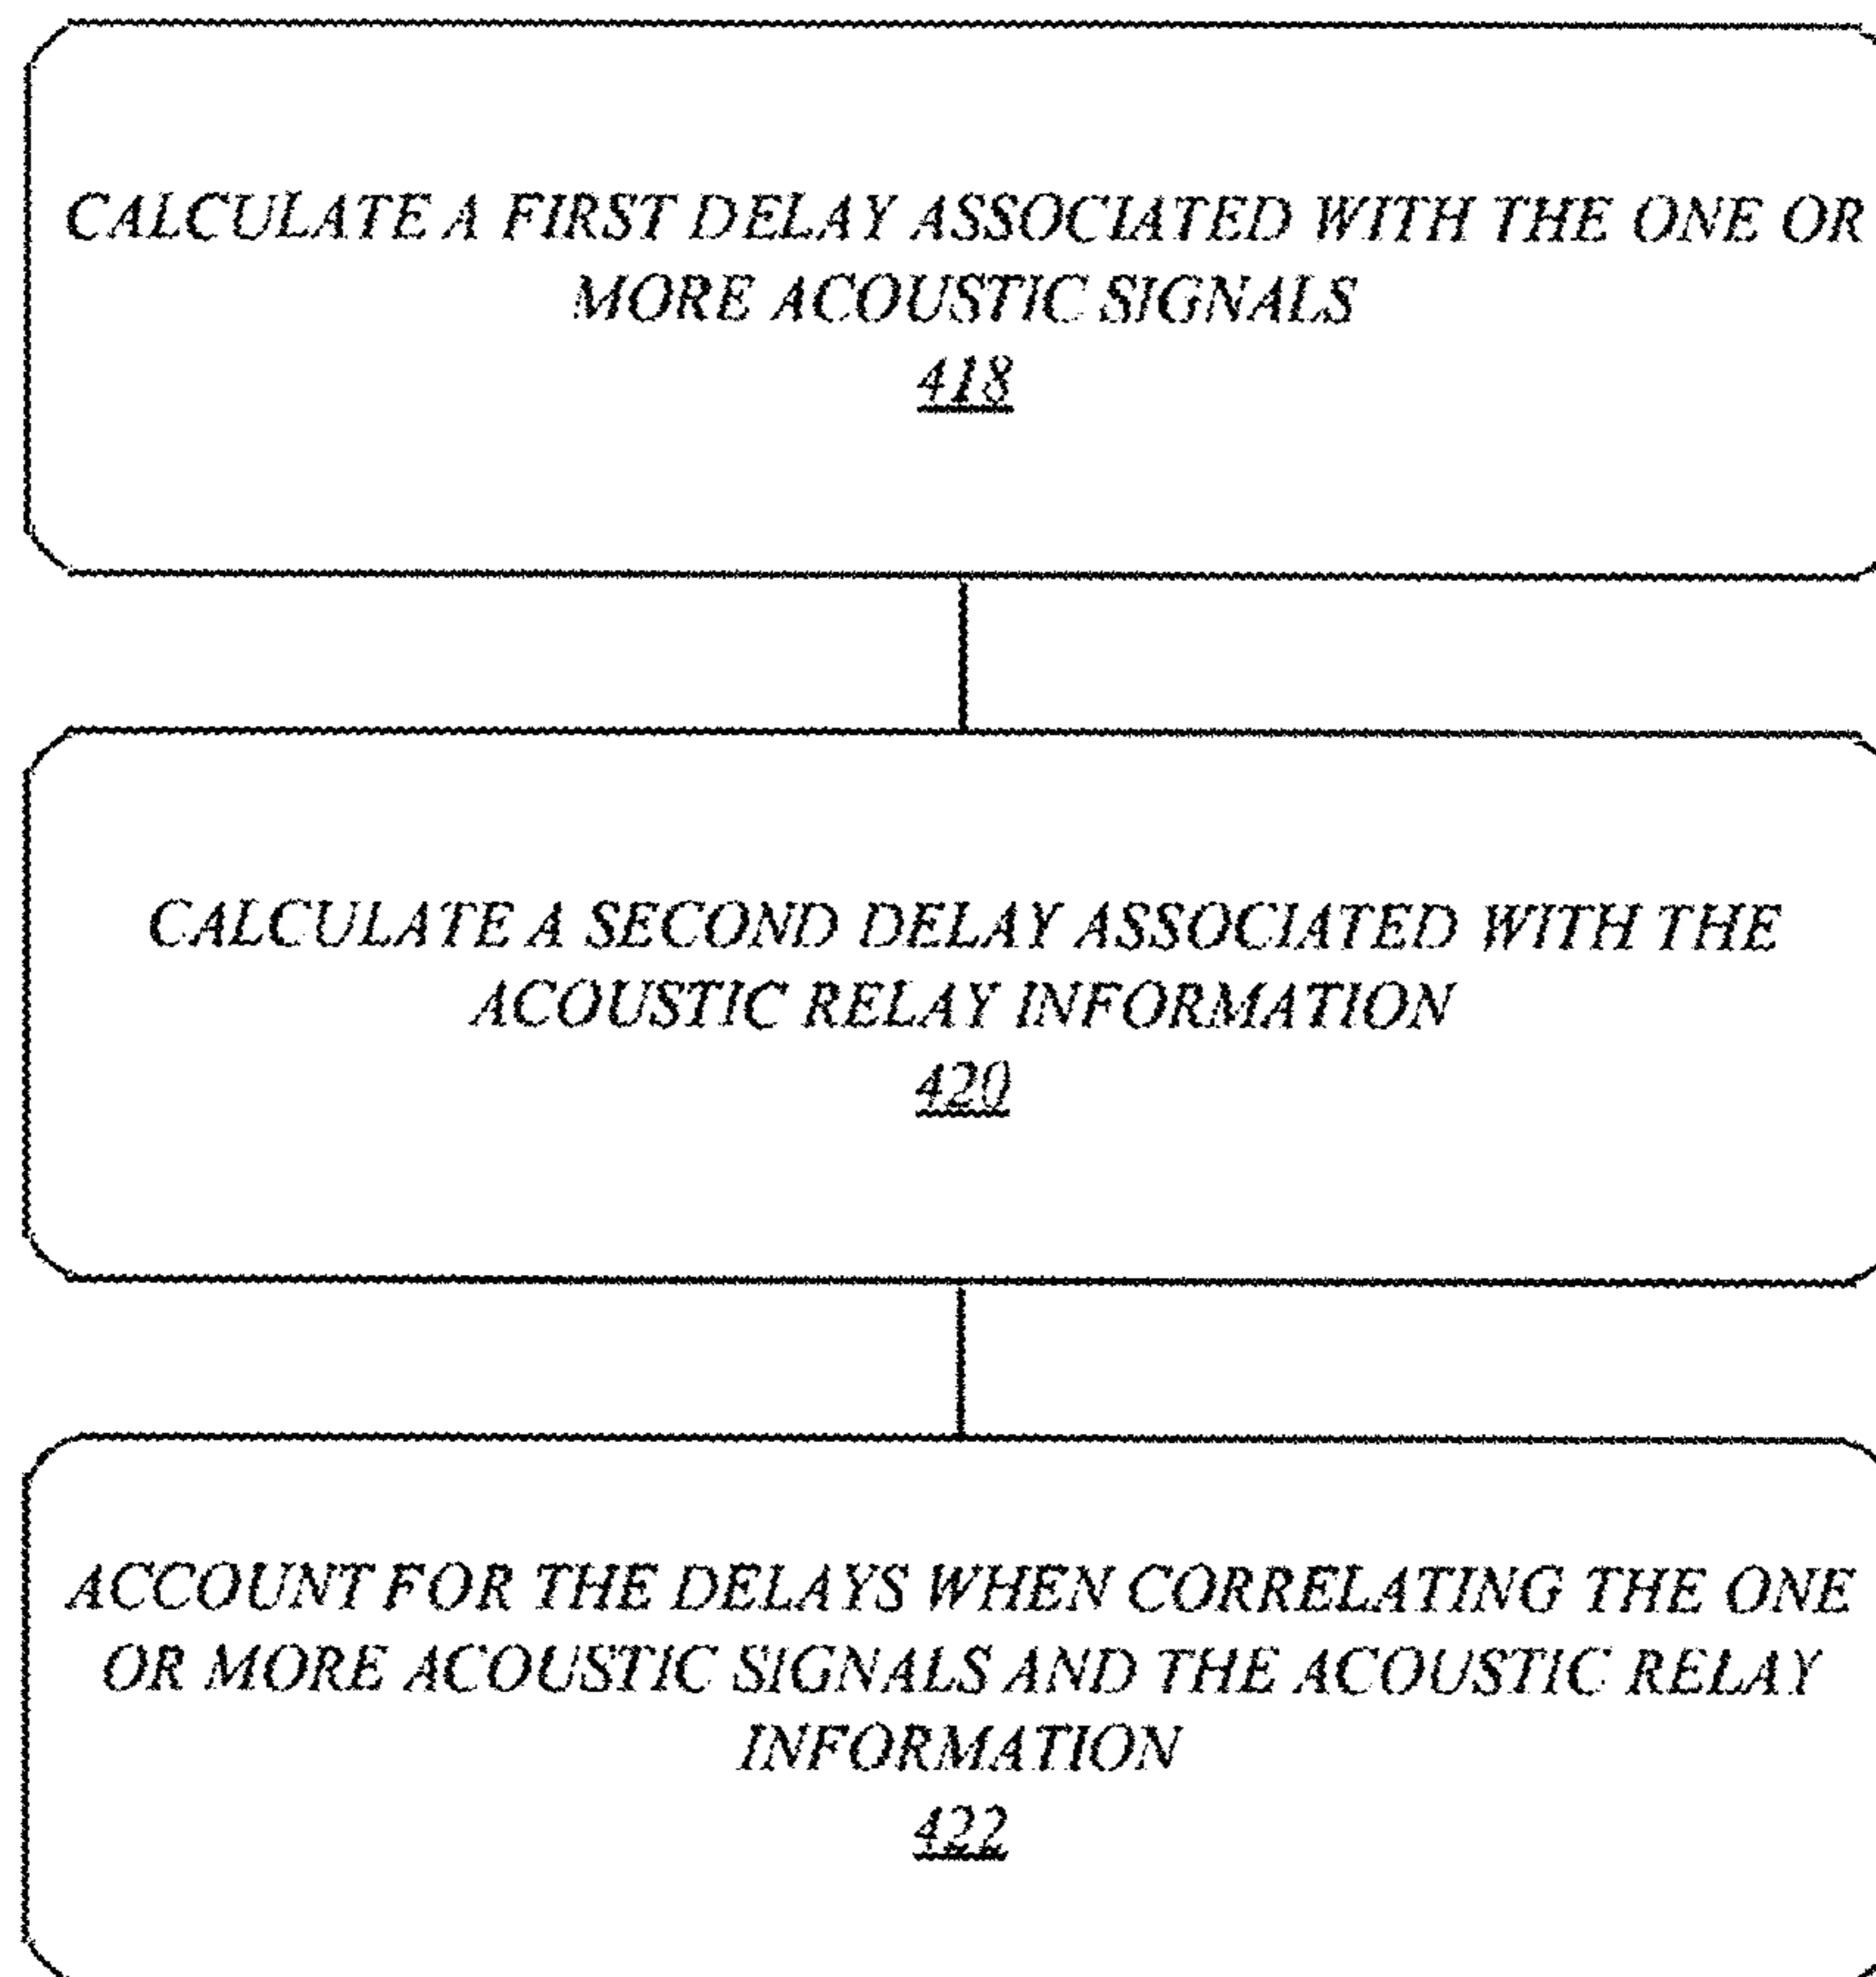 CALCULATE A FIRST DELAY ASSOCIATED WITH THE ONE OR
MORE ACOUSTIC SIGNALS
418
CALCULATE A SECOND DELAY ASSOCIATED WITH THE
ACOUSTIC RELAY INFORMATION
420
ACCOUNT FOR THE DELAYS WHEN CORRELATING THE ONE
OR MORE ACOUSTIC SIGNALS AND THE ACOUSTIC RELAY
INFORMATION
422